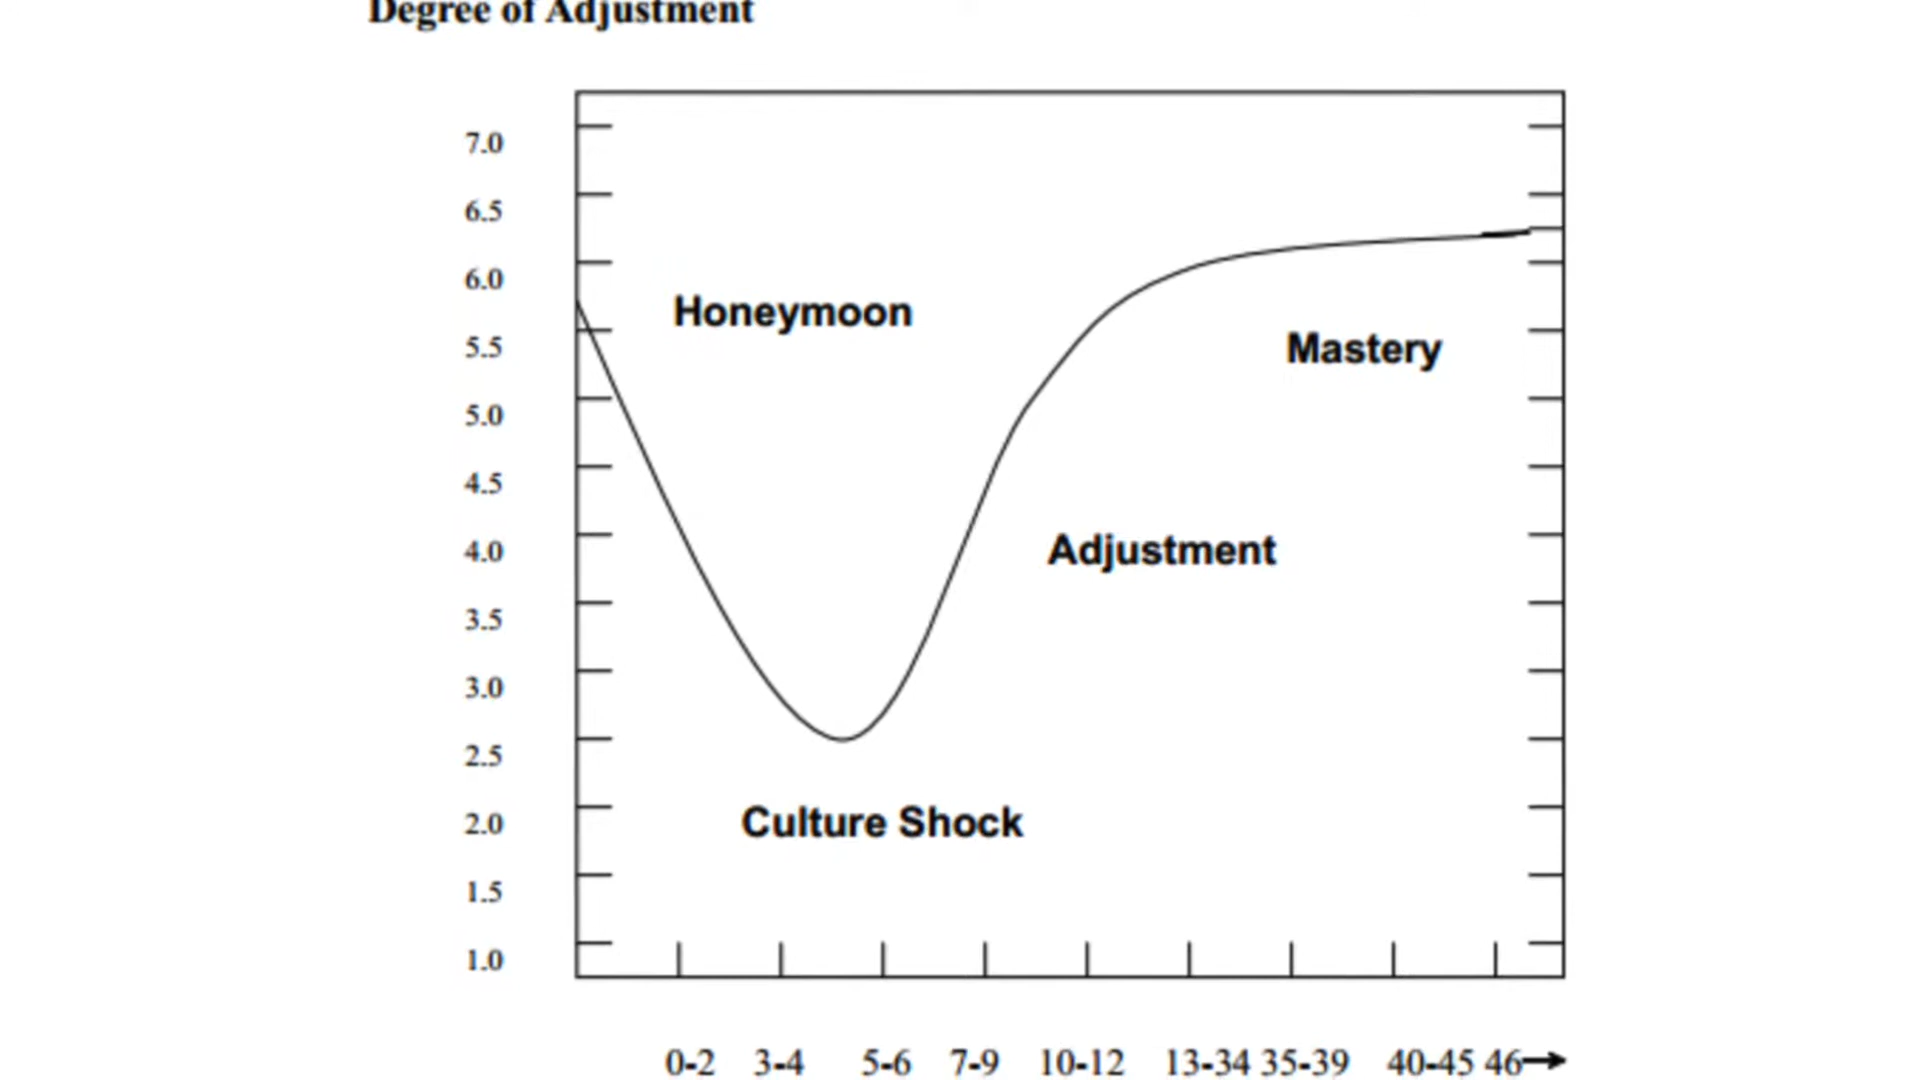 Degree of Adjustment
7.0
6.5
6.0
Honeymoon
5.5
Mastery
5.0
4.5
4.0
Adjustment
3.5
3.0
2.5
2.0
Culture Shock
1.5
1.0
0-2 3-4 5-6 7-9 10-12 13-34 35-39 40-45 46→